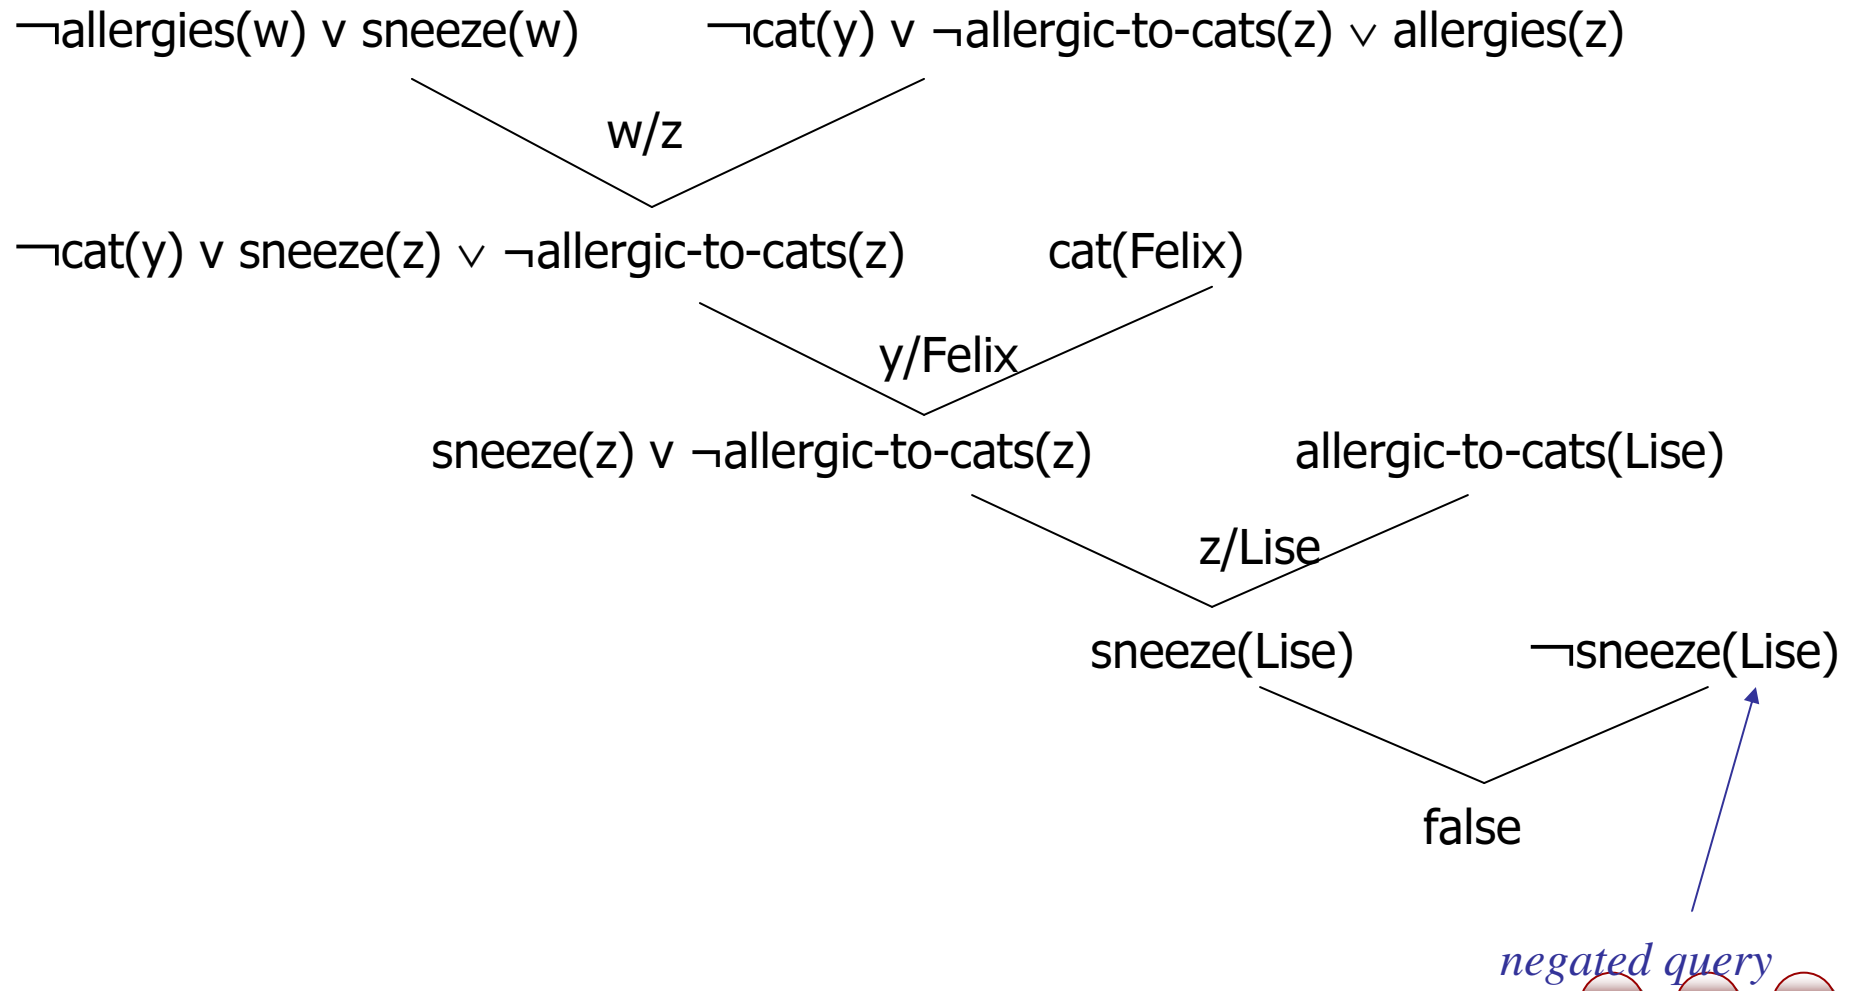 ¬allergies(w) v sneeze(w) ¬cat(y) v ¬allergic-to-cats(z) ∨ allergies(z)
w/z
¬cat(y) v sneeze(z) ∨ ¬allergic-to-cats(z) cat(Felix)
y/Felix
sneeze(z) v ¬allergic-to-cats(z) allergic-to-cats(Lise)
z/Lise
sneeze(Lise) ¬sneeze(Lise)
false
negated query